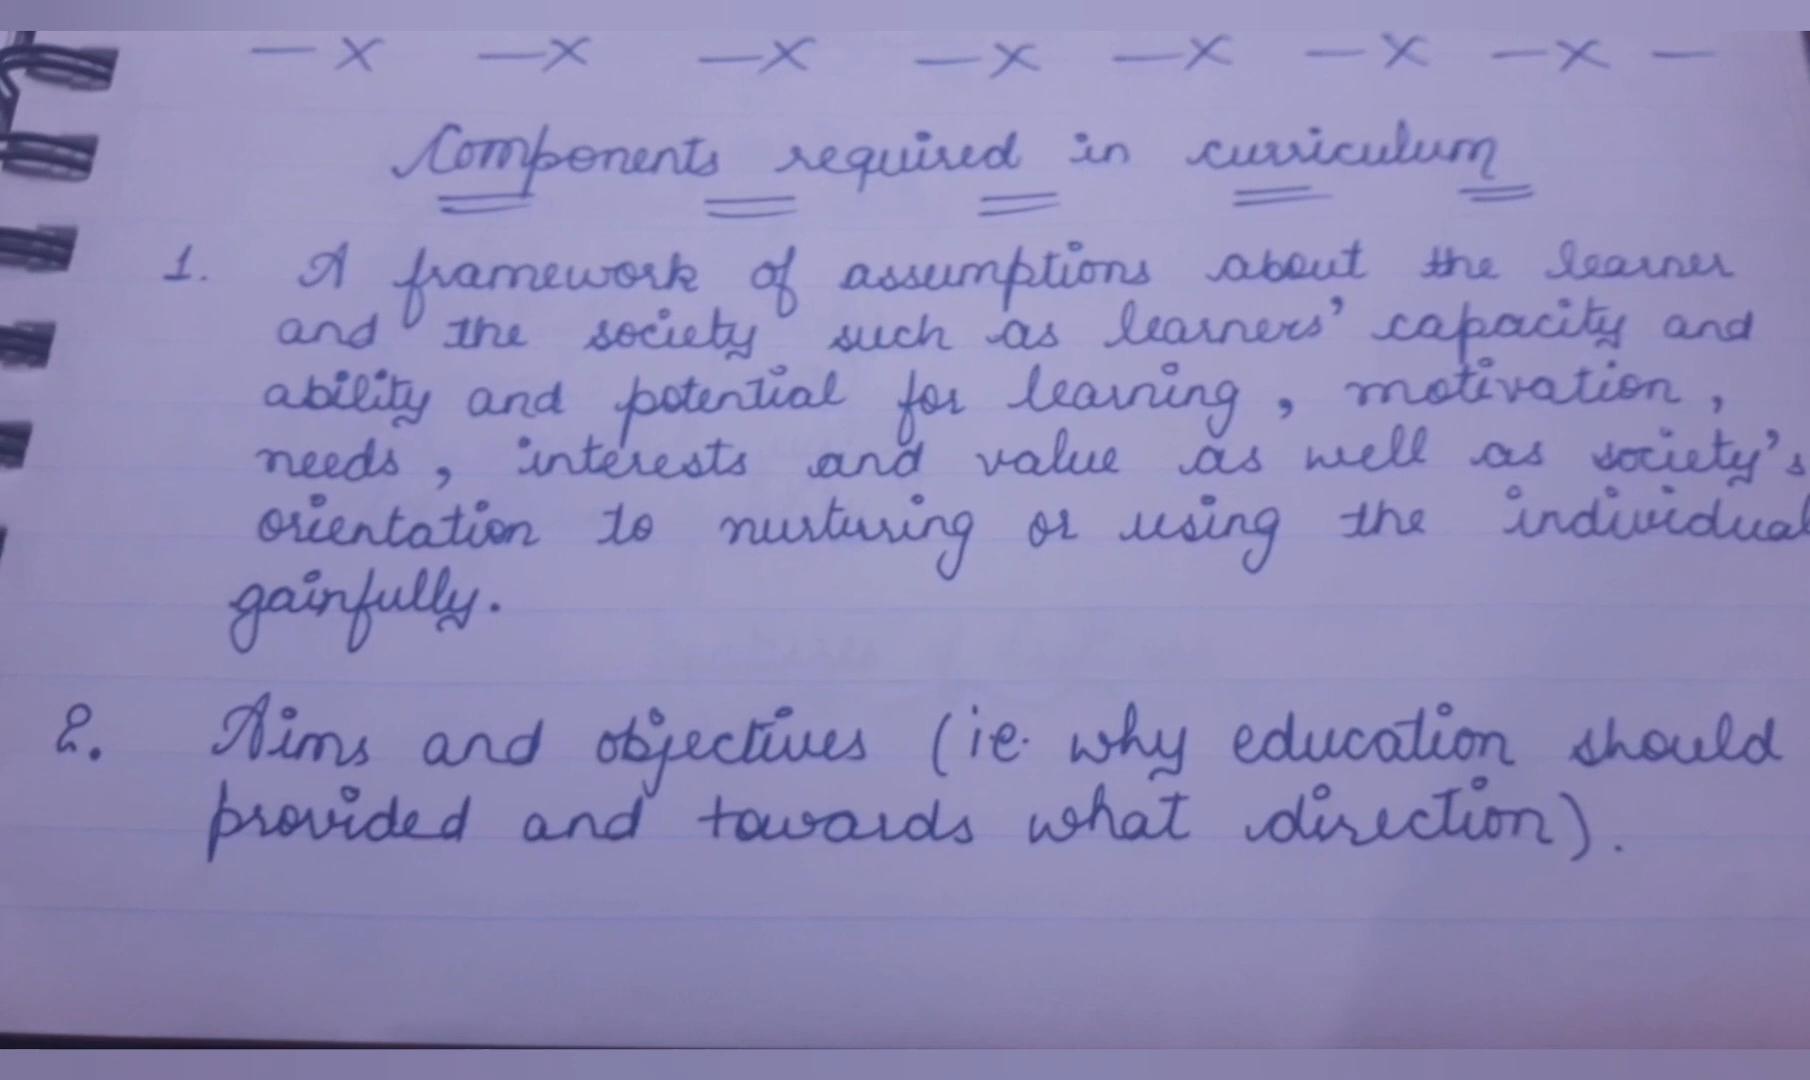 — x — x — x — x — x — x — x —
Components required in curriculum
1. A framework of assumptions about the learner
and the society such as learners' capacity and
ability and potential for learning, motivation,
needs, interests and value as well as society's
orientation to nurturing or using the individual
gainfully.
2. Aims and objectives (ie. why education should
provided and towards what direction).